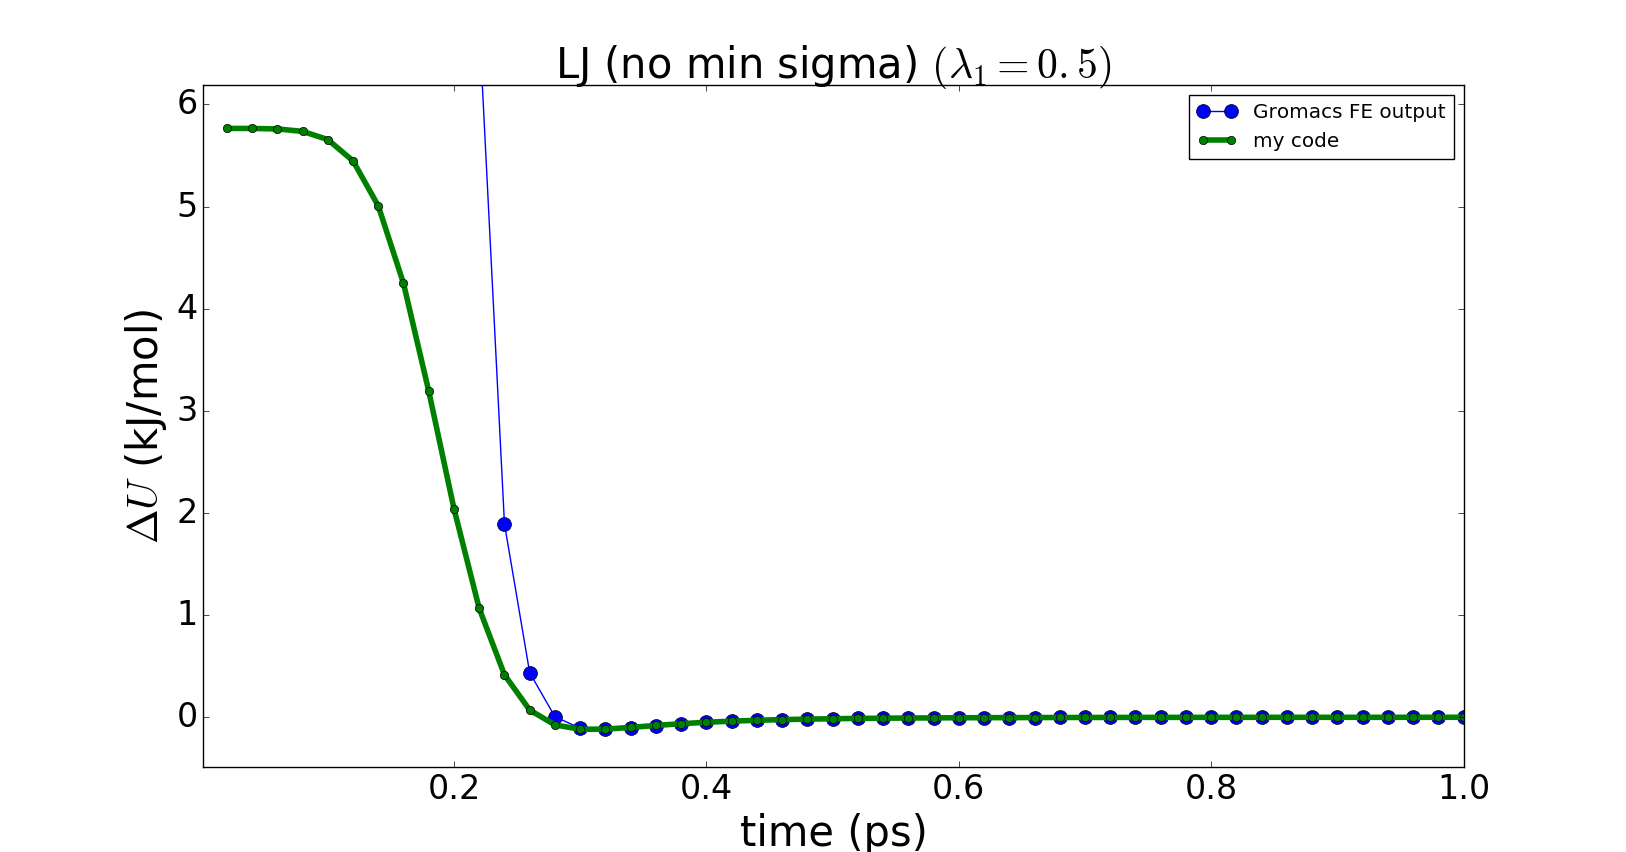 LJ (no min sigma) (λ₁ = 0.5)
Gromacs FE output
my code
6
5
4
3
2
1
0
ΔU (kJ/mol)
0.2 0.4 0.6 0.8 1.0
time (ps)